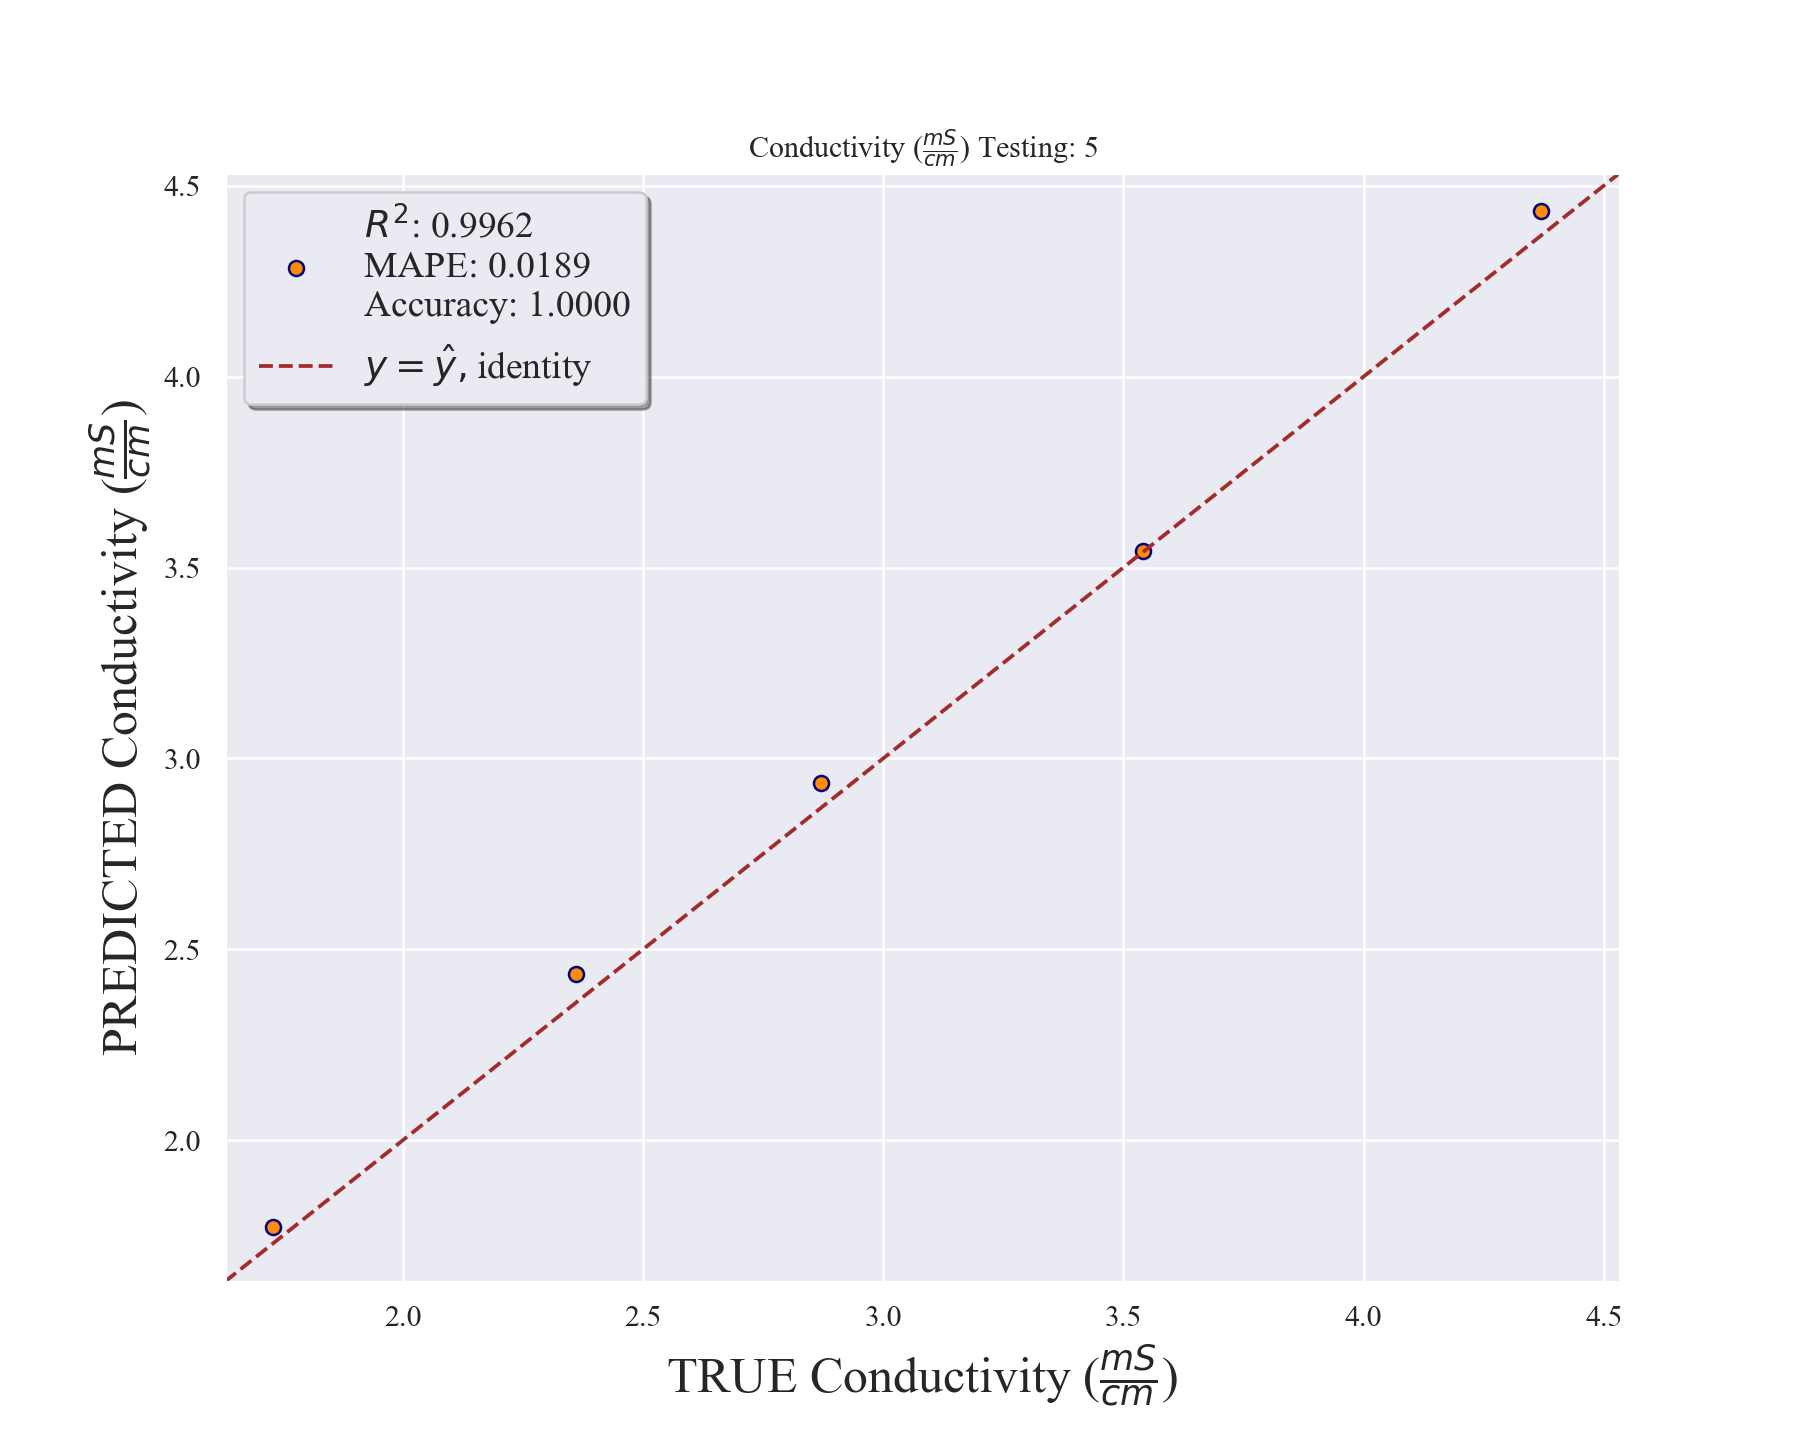 Conductivity (mS/cm) Testing: 5
R²: 0.9962
MAPE: 0.0189
Accuracy: 1.0000
y = ŷ, identity
PREDICTED Conductivity (mS/cm)
4.5
4.0
3.5
3.0
2.5
2.0
2.0 2.5 3.0 3.5 4.0 4.5
TRUE Conductivity (mS/cm)